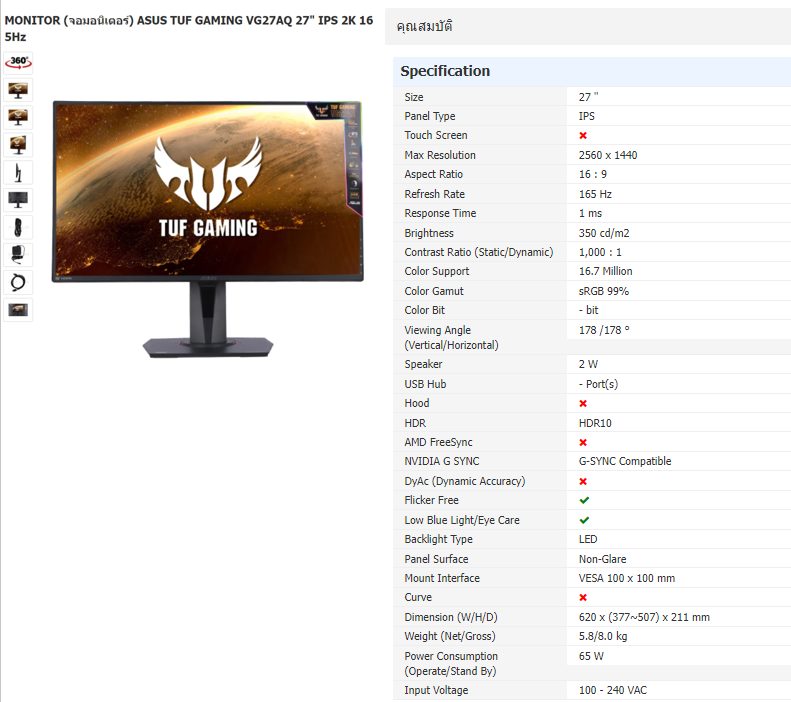 MONITOR (จอมอนิเตอร์) ASUS TUF GAMING VG27AQ 27" IPS 2K 16
5Hz
360°
TUF GAMING
TUF GAMING
คุณสมบัติ
Specification
Size 27 "
Panel Type IPS
Touch Screen
Max Resolution 2560 x 1440
Aspect Ratio 16 : 9
Refresh Rate 165 Hz
Response Time 1 ms
Brightness 350 cd/m2
Contrast Ratio (Static/Dynamic) 1,000 : 1
Color Support 16.7 Million
Color Gamut sRGB 99%
Color Bit - bit
Viewing Angle 178 /178 °
(Vertical/Horizontal)
Speaker 2 W
USB Hub - Port(s)
Hood
HDR HDR10
AMD FreeSync
NVIDIA G SYNC G-SYNC Compatible
DyAc (Dynamic Accuracy)
Flicker Free
Low Blue Light/Eye Care
Backlight Type LED
Panel Surface Non-Glare
Mount Interface VESA 100 x 100 mm
Curve
Dimension (W/H/D) 620 x (377~507) x 211 mm
Weight (Net/Gross) 5.8/8.0 kg
Power Consumption 65 W
(Operate/Stand By)
Input Voltage 100 - 240 VAC